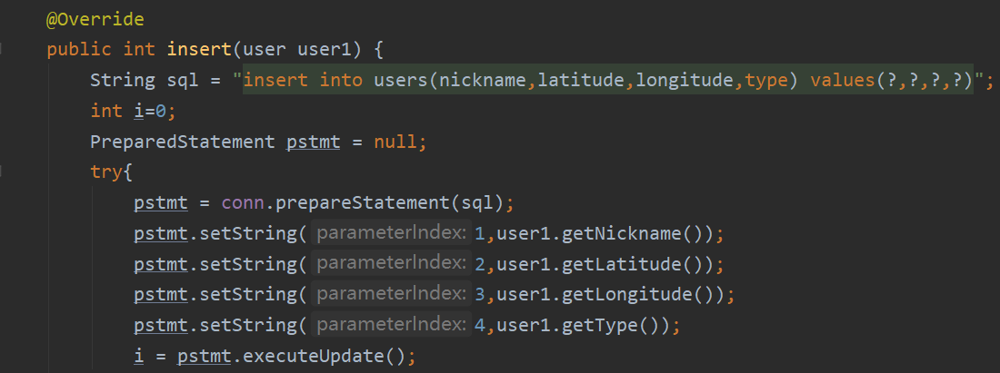 @Override
public int insert(user user1) {
String sql = "insert into users(nickname,latitude,longitude,type) values(?,?,?,?)";
int i=0;
PreparedStatement pstmt = null;
try{
pstmt = conn.prepareStatement(sql);
pstmt.setString( parameterIndex: 1,user1.getNickname());
pstmt.setString( parameterIndex: 2,user1.getLatitude());
pstmt.setString( parameterIndex: 3,user1.getLongitude());
pstmt.setString( parameterIndex: 4,user1.getType());
i = pstmt.executeUpdate();